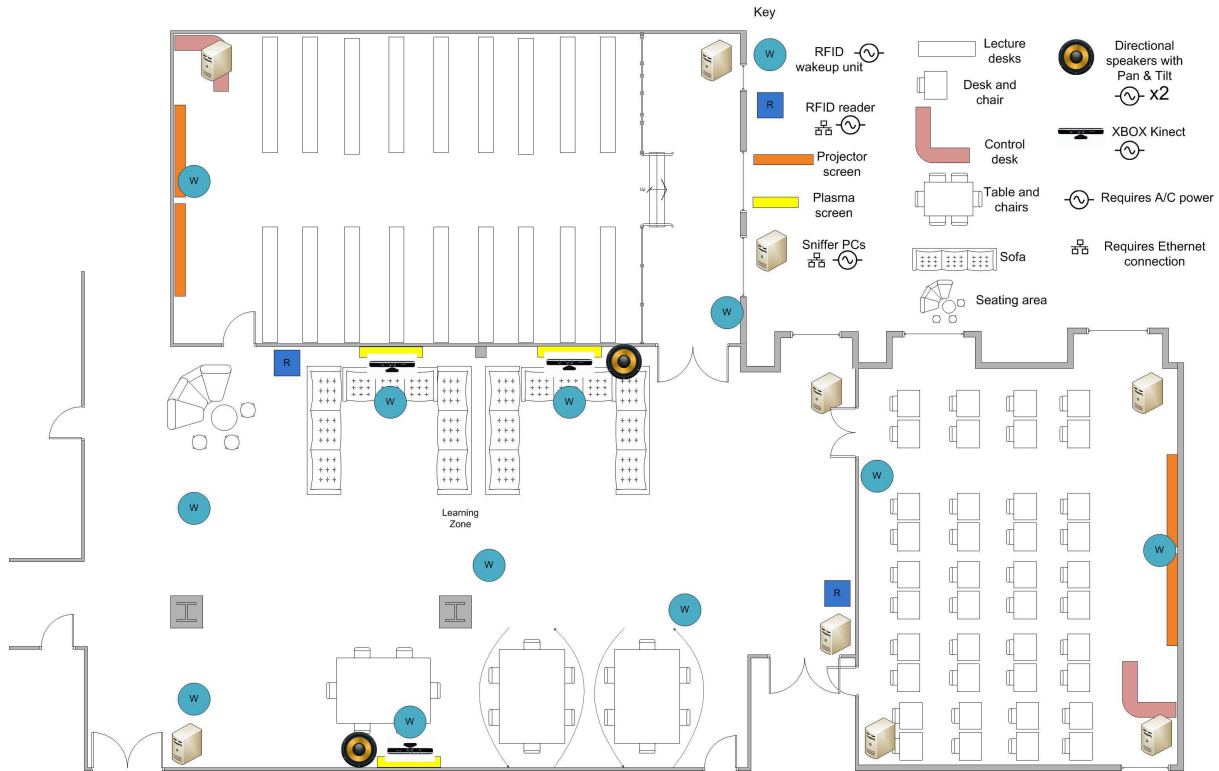 Key
W
RFID
wakeup unit
R
RFID reader
Projector
screen
Plasma
screen
Sniffer PCs
Lecture
desks
Desk and
chair
Control
desk
Table and
chairs
Sofa
Seating area
Directional
speakers with
Pan & Tilt
x2
XBOX Kinect
Requires A/C power
Requires Ethernet
connection
W
Up
W
R
W
W
W
W
Learning
Zone
W
W
R
W
W
W